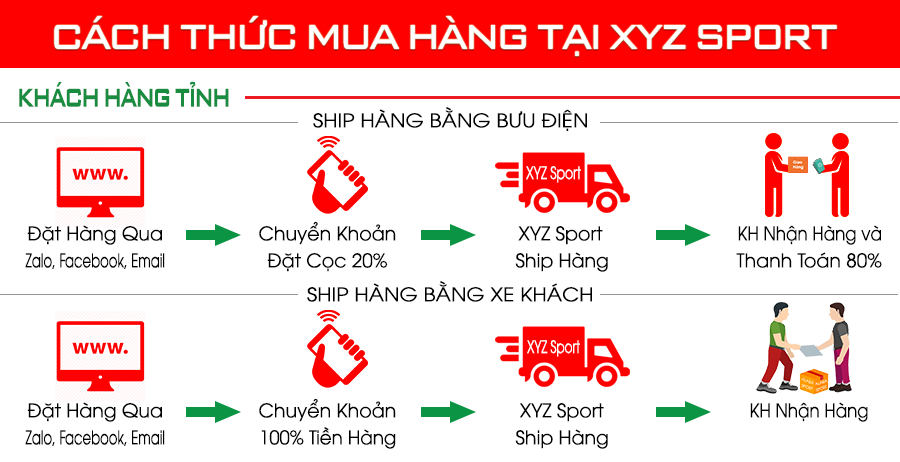 CÁCH THỨC MUA HÀNG TẠI XYZ SPORT
KHÁCH HÀNG TỈNH
SHIP HÀNG BẰNG BƯU ĐIỆN
www.
XYZ Sport
Giao
Hàng
Đặt Hàng Qua
Zalo, Facebook, Email
Chuyển Khoản
Đặt Cọc 20%
XYZ Sport
Ship Hàng
KH Nhận Hàng và
Thanh Toán 80%
SHIP HÀNG BẰNG XE KHÁCH
www.
XYZ Sport
Đặt Hàng Qua
Zalo, Facebook, Email
Chuyển Khoản
100% Tiền Hàng
XYZ Sport
Ship Hàng
KH Nhận Hàng